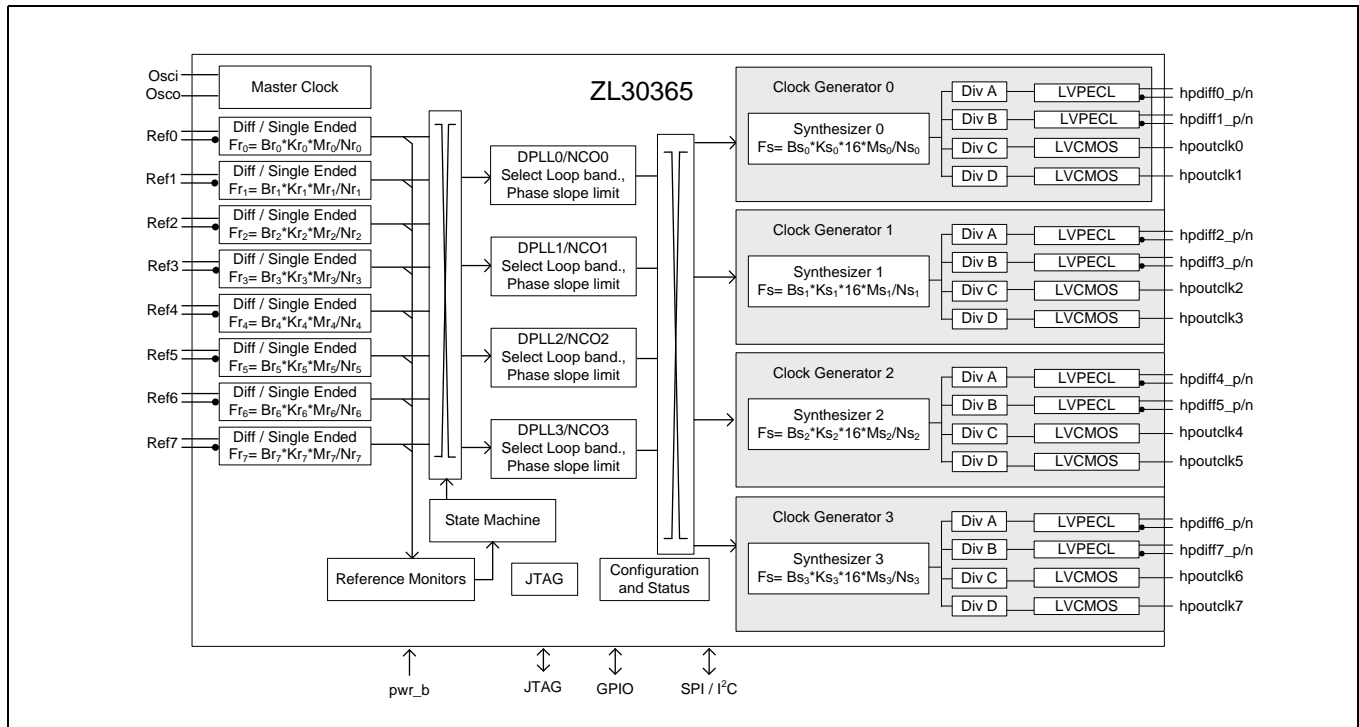 ZL30365
Osci
Osco
Master Clock
Ref0
Diff / Single Ended
Fr₀= Br₀*Kr₀*Mr₀/Nr₀
Ref1
Diff / Single Ended
Fr₁= Br₁*Kr₁*Mr₁/Nr₁
Ref2
Diff / Single Ended
Fr₂= Br₂*Kr₂*Mr₂/Nr₂
Ref3
Diff / Single Ended
Fr₃= Br₃*Kr₃*Mr₃/Nr₃
Ref4
Diff / Single Ended
Fr₄= Br₄*Kr₄*Mr₄/Nr₄
Ref5
Diff / Single Ended
Fr₅= Br₅*Kr₅*Mr₅/Nr₅
Ref6
Diff / Single Ended
Fr₆= Br₆*Kr₆*Mr₆/Nr₆
Ref7
Diff / Single Ended
Fr₇= Br₇*Kr₇*Mr₇/Nr₇
DPLL0/NCO0
Select Loop band.,
Phase slope limit
DPLL1/NCO1
Select Loop band.,
Phase slope limit
DPLL2/NCO2
Select Loop band.,
Phase slope limit
DPLL3/NCO3
Select Loop band.,
Phase slope limit
State Machine
Reference Monitors
JTAG
Configuration
and Status
Clock Generator 0
Synthesizer 0
Fs= Bs₀*Ks₀*16*Ms₀/Ns₀
Div A LVPECL hpdiff0_p/n
Div B LVPECL hpdiff1_p/n
Div C LVCMOS hpoutclk0
Div D LVCMOS hpoutclk1
Clock Generator 1
Synthesizer 1
Fs= Bs₁*Ks₁*16*Ms₁/Ns₁
Div A LVPECL hpdiff2_p/n
Div B LVPECL hpdiff3_p/n
Div C LVCMOS hpoutclk2
Div D LVCMOS hpoutclk3
Clock Generator 2
Synthesizer 2
Fs= Bs₂*Ks₂*16*Ms₂/Ns₂
Div A LVPECL hpdiff4_p/n
Div B LVPECL hpdiff5_p/n
Div C LVCMOS hpoutclk4
Div D LVCMOS hpoutclk5
Clock Generator 3
Synthesizer 3
Fs= Bs₃*Ks₃*16*Ms₃/Ns₃
Div A LVPECL hpdiff6_p/n
Div B LVPECL hpdiff7_p/n
Div C LVCMOS hpoutclk6
Div D LVCMOS hpoutclk7
pwr_b
JTAG
GPIO
SPI / I²C